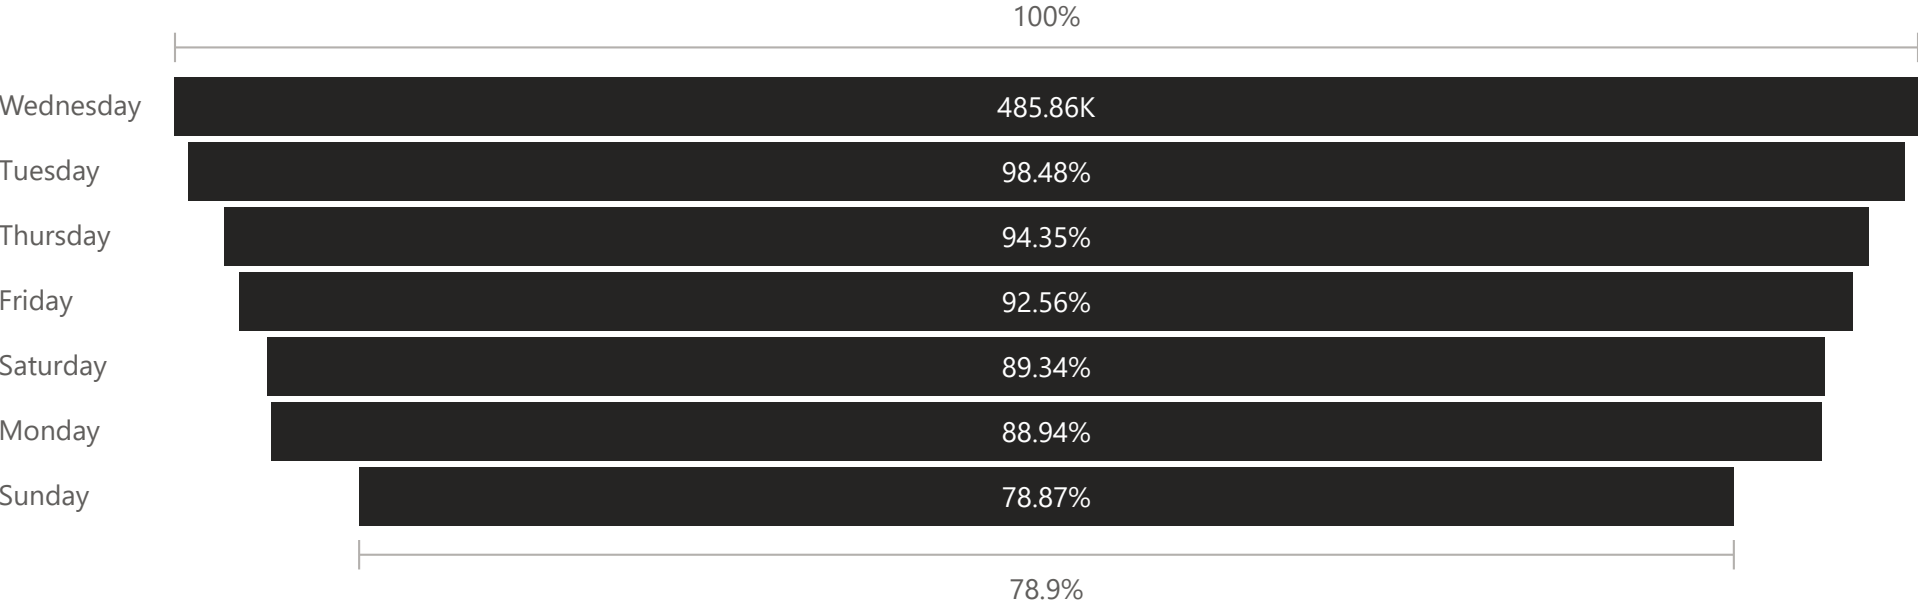 100%
Wednesday 485.86K
Tuesday 98.48%
Thursday 94.35%
Friday 92.56%
Saturday 89.34%
Monday 88.94%
Sunday 78.87%
78.9%